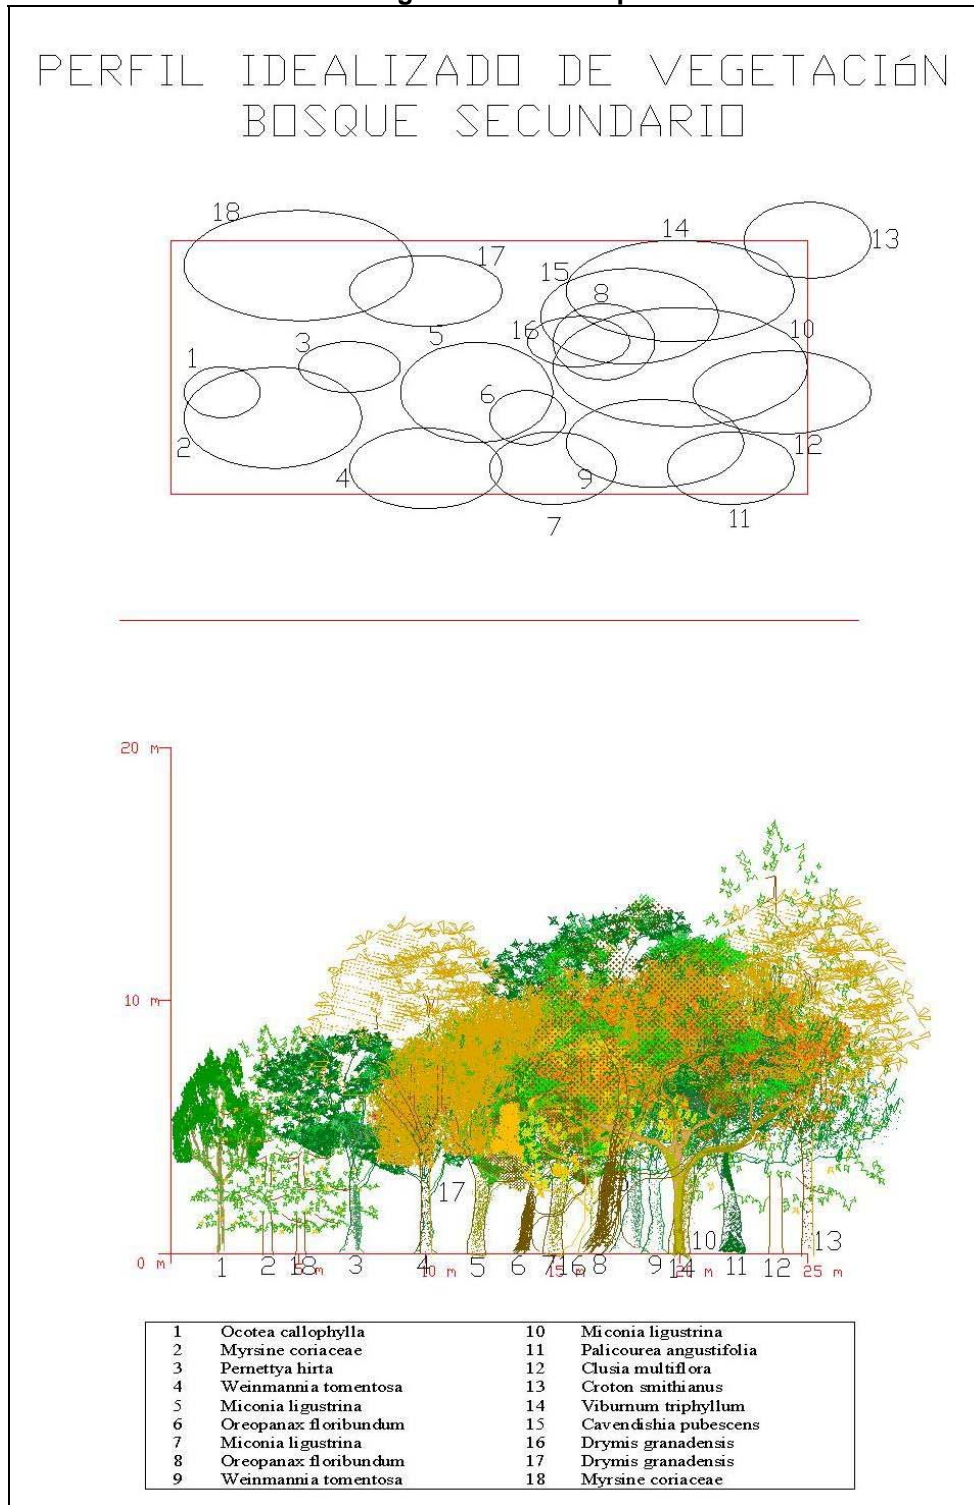 PERFIL IDEALIZADO DE VEGETACIóN
BOSQUE SECUNDARIO
18
14
13
17
15
8
16
10
5
3
1
6
2
4
9
12
7
11
20 m
10 m
17
10
13
0 m
1
2
18
5 m
3
4
10 m
5
6
7
15 m
16
8
9
14
20 m
11
12
25 m
1 Ocotea callophylla 10 Miconia ligustrina
2 Myrsine coriaceae 11 Palicourea angustifolia
3 Pernettya hirta 12 Clusia multiflora
4 Weinmannia tomentosa 13 Croton smithianus
5 Miconia ligustrina 14 Viburnum triphyllum
6 Oreopanax floribundum 15 Cavendishia pubescens
7 Miconia ligustrina 16 Drymis granadensis
8 Oreopanax floribundum 17 Drymis granadensis
9 Weinmannia tomentosa 18 Myrsine coriaceae